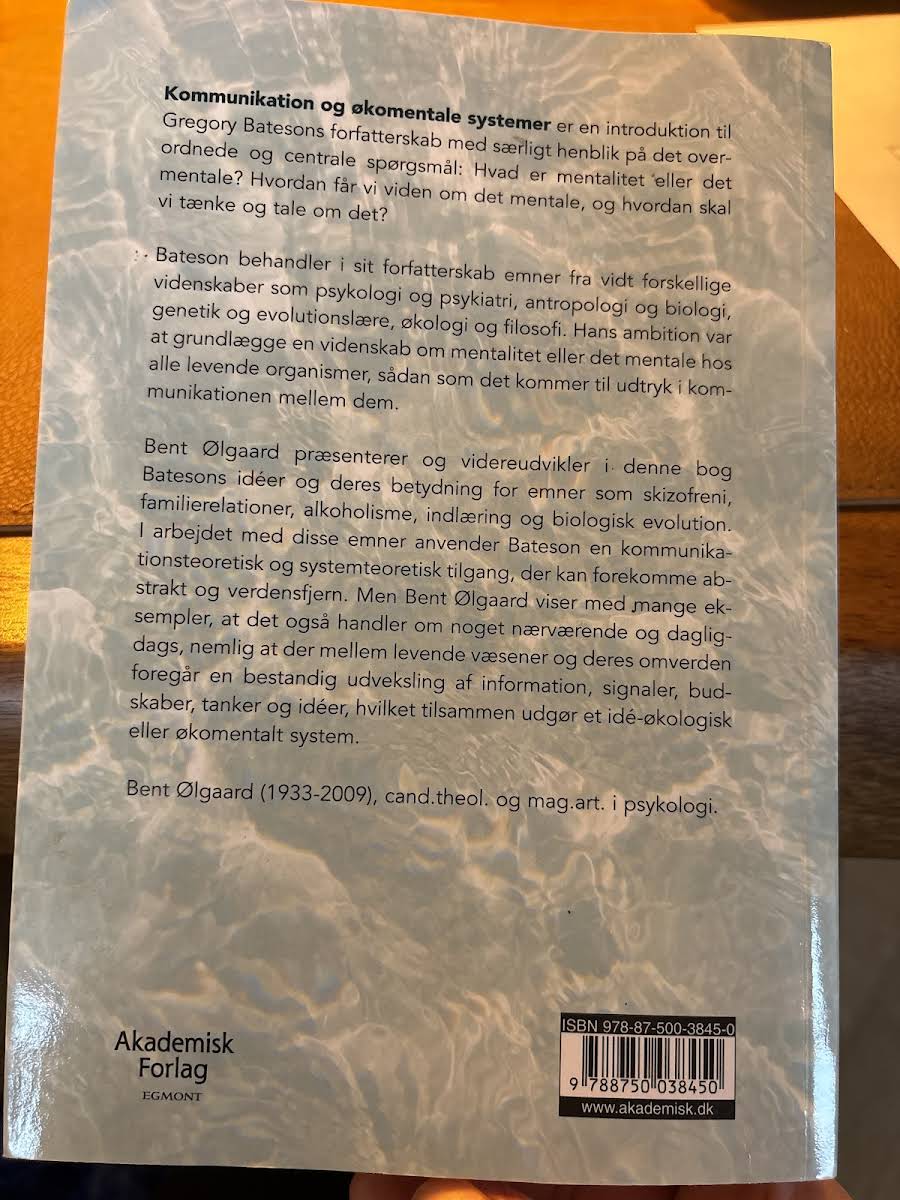 Kommunikation og økomentale systemer er en introduktion til
Gregory Batesons forfatterskab med særligt henblik på det over-
ordnede og centrale spørgsmål: Hvad er mentalitet eller det
mentale? Hvordan får vi viden om det mentale, og hvordan skal
vi tænke og tale om det?
Bateson behandler i sit forfatterskab emner fra vidt forskellige
videnskaber som psykologi og psykiatri, antropologi og biologi,
genetik og evolutionslære, økologi og filosofi. Hans ambition var
at grundlægge en videnskab om mentalitet eller det mentale hos
alle levende organismer, sådan som det kommer til udtryk i kom-
munikationen mellem dem.
Bent Ølgaard præsenterer og videreudvikler i denne bog
Batesons idéer og deres betydning for emner som skizofreni,
familierelationer, alkoholisme, indlæring og biologisk evolution.
I arbejdet med disse emner anvender Bateson en kommunika-
tionsteoretisk og systemteoretisk tilgang, der kan forekomme ab-
strakt og verdensfjern. Men Bent Ølgaard viser med mange ek-
sempler, at det også handler om noget nærværende og daglig-
dags, nemlig at der mellem levende væsener og deres omverden
foregår en bestandig udveksling af information, signaler, bud-
skaber, tanker og idéer, hvilket tilsammen udgør et idé-økologisk
eller økomentalt system.
Bent Ølgaard (1933-2009), cand.theol. og mag.art. i psykologi.
Akademisk
Forlag
EGMONT
ISBN 978-87-500-3845-0
9 788750 038450
www.akademisk.dk